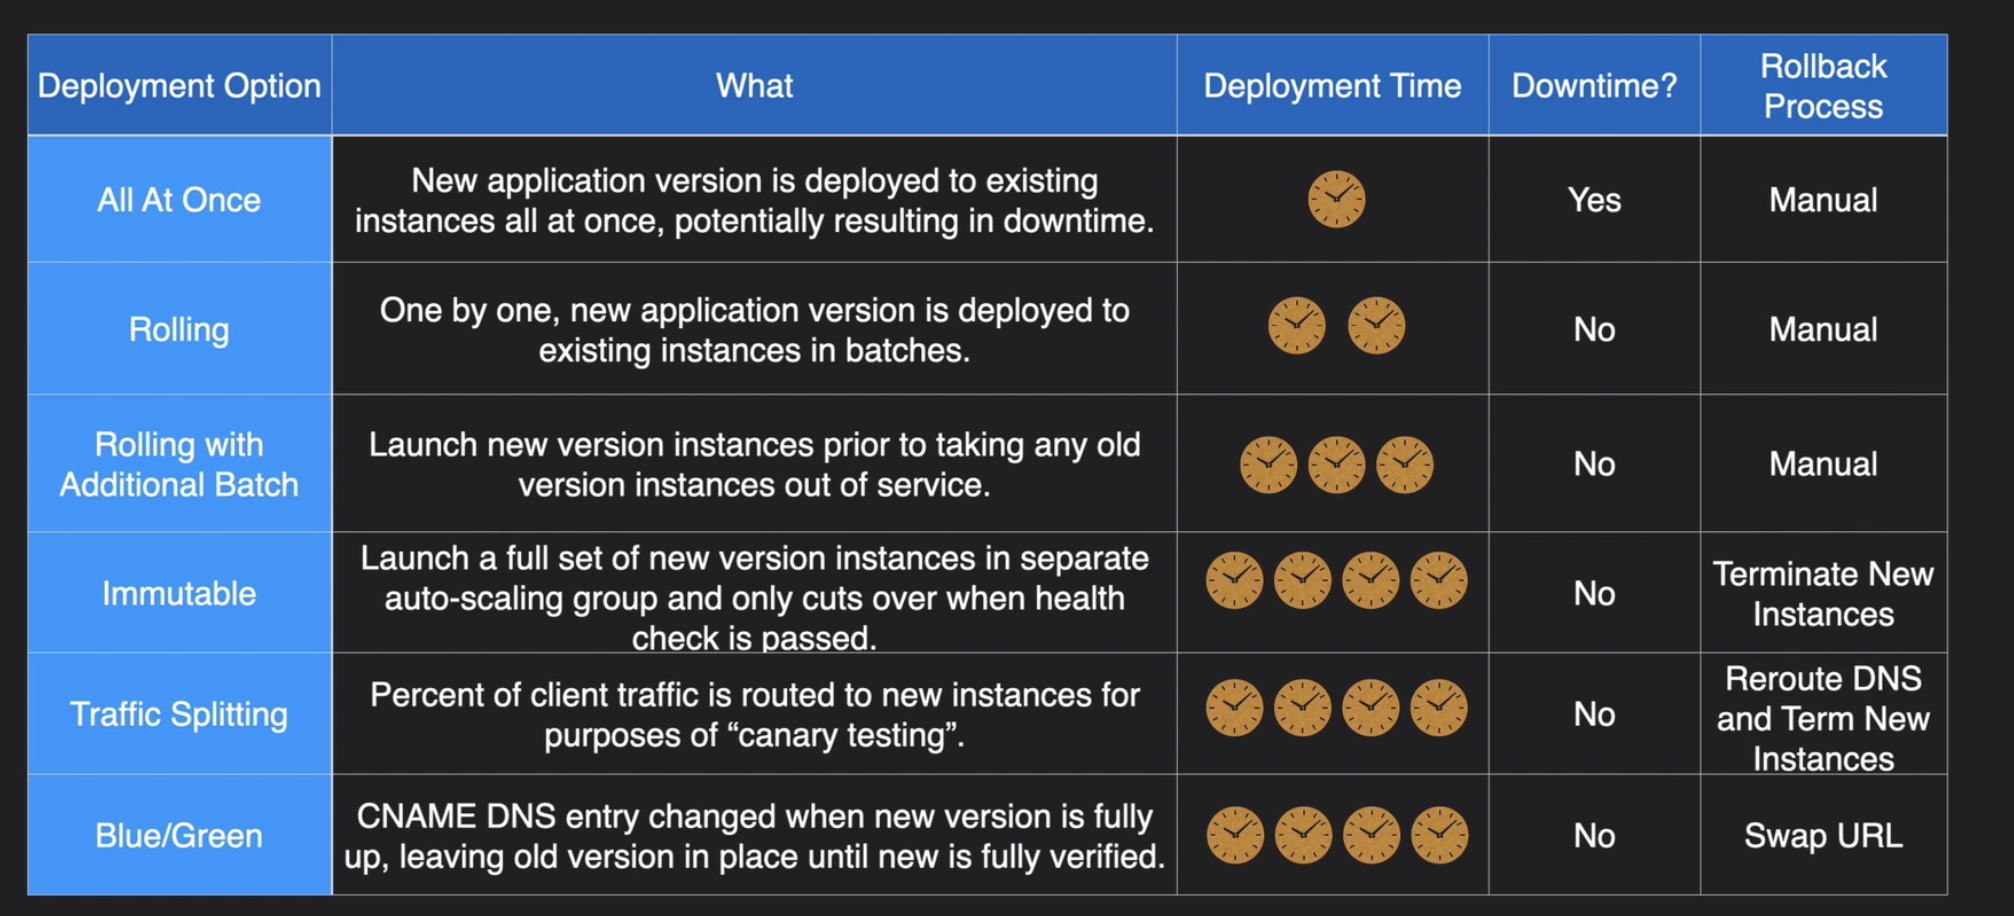 Deployment Option
What
Deployment Time
Downtime?
Rollback
Process
All At Once
New application version is deployed to existing
instances all at once, potentially resulting in downtime.
Yes
Manual
Rolling
One by one, new application version is deployed to
existing instances in batches.
No
Manual
Rolling with
Additional Batch
Launch new version instances prior to taking any old
version instances out of service.
No
Manual
Immutable
Launch a full set of new version instances in separate
auto-scaling group and only cuts over when health
check is passed.
No
Terminate New
Instances
Traffic Splitting
Percent of client traffic is routed to new instances for
purposes of “canary testing”.
No
Reroute DNS
and Term New
Instances
Blue/Green
CNAME DNS entry changed when new version is fully
up, leaving old version in place until new is fully verified.
No
Swap URL